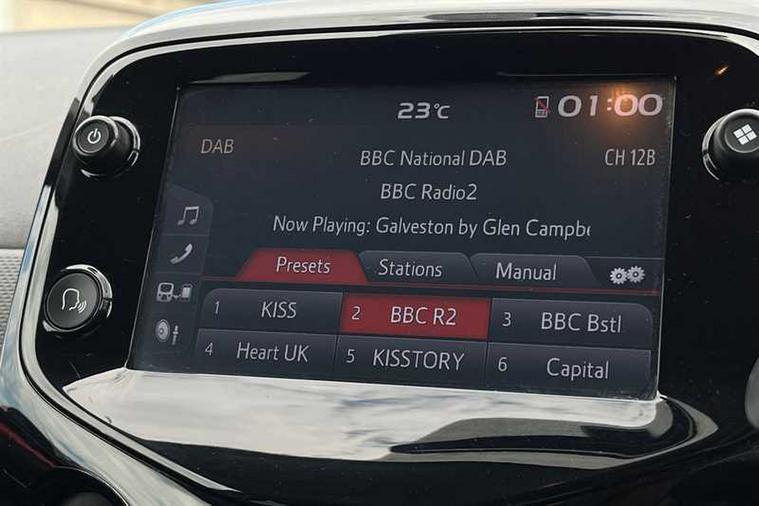 23°C 01:00
DAB BBC National DAB CH 12B
BBC Radio2
Now Playing: Galveston by Glen Campbe
Presets Stations Manual
1 KISS 2 BBC R2 3 BBC Bstl
4 Heart UK 5 KISSTORY 6 Capital